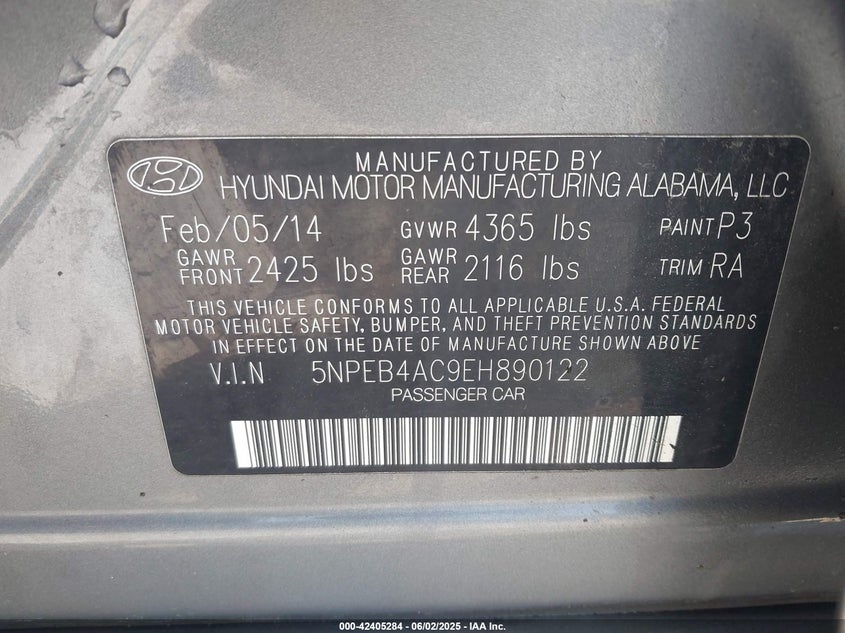 MANUFACTURED BY
HYUNDAI MOTOR MANUFACTURING ALABAMA, LLC
Feb/05/14 GVWR 4365 lbs PAINT P3
GAWR FRONT 2425 lbs GAWR REAR 2116 lbs TRIM RA
THIS VEHICLE CONFORMS TO ALL APPLICABLE U.S.A. FEDERAL
MOTOR VEHICLE SAFETY, BUMPER, AND THEFT PREVENTION STANDARDS
IN EFFECT ON THE DATE OF MANUFACTURE SHOWN ABOVE
V.I.N 5NPEB4AC9EH890122
PASSENGER CAR
000-42405284 - 06/02/2025 - IAA Inc.